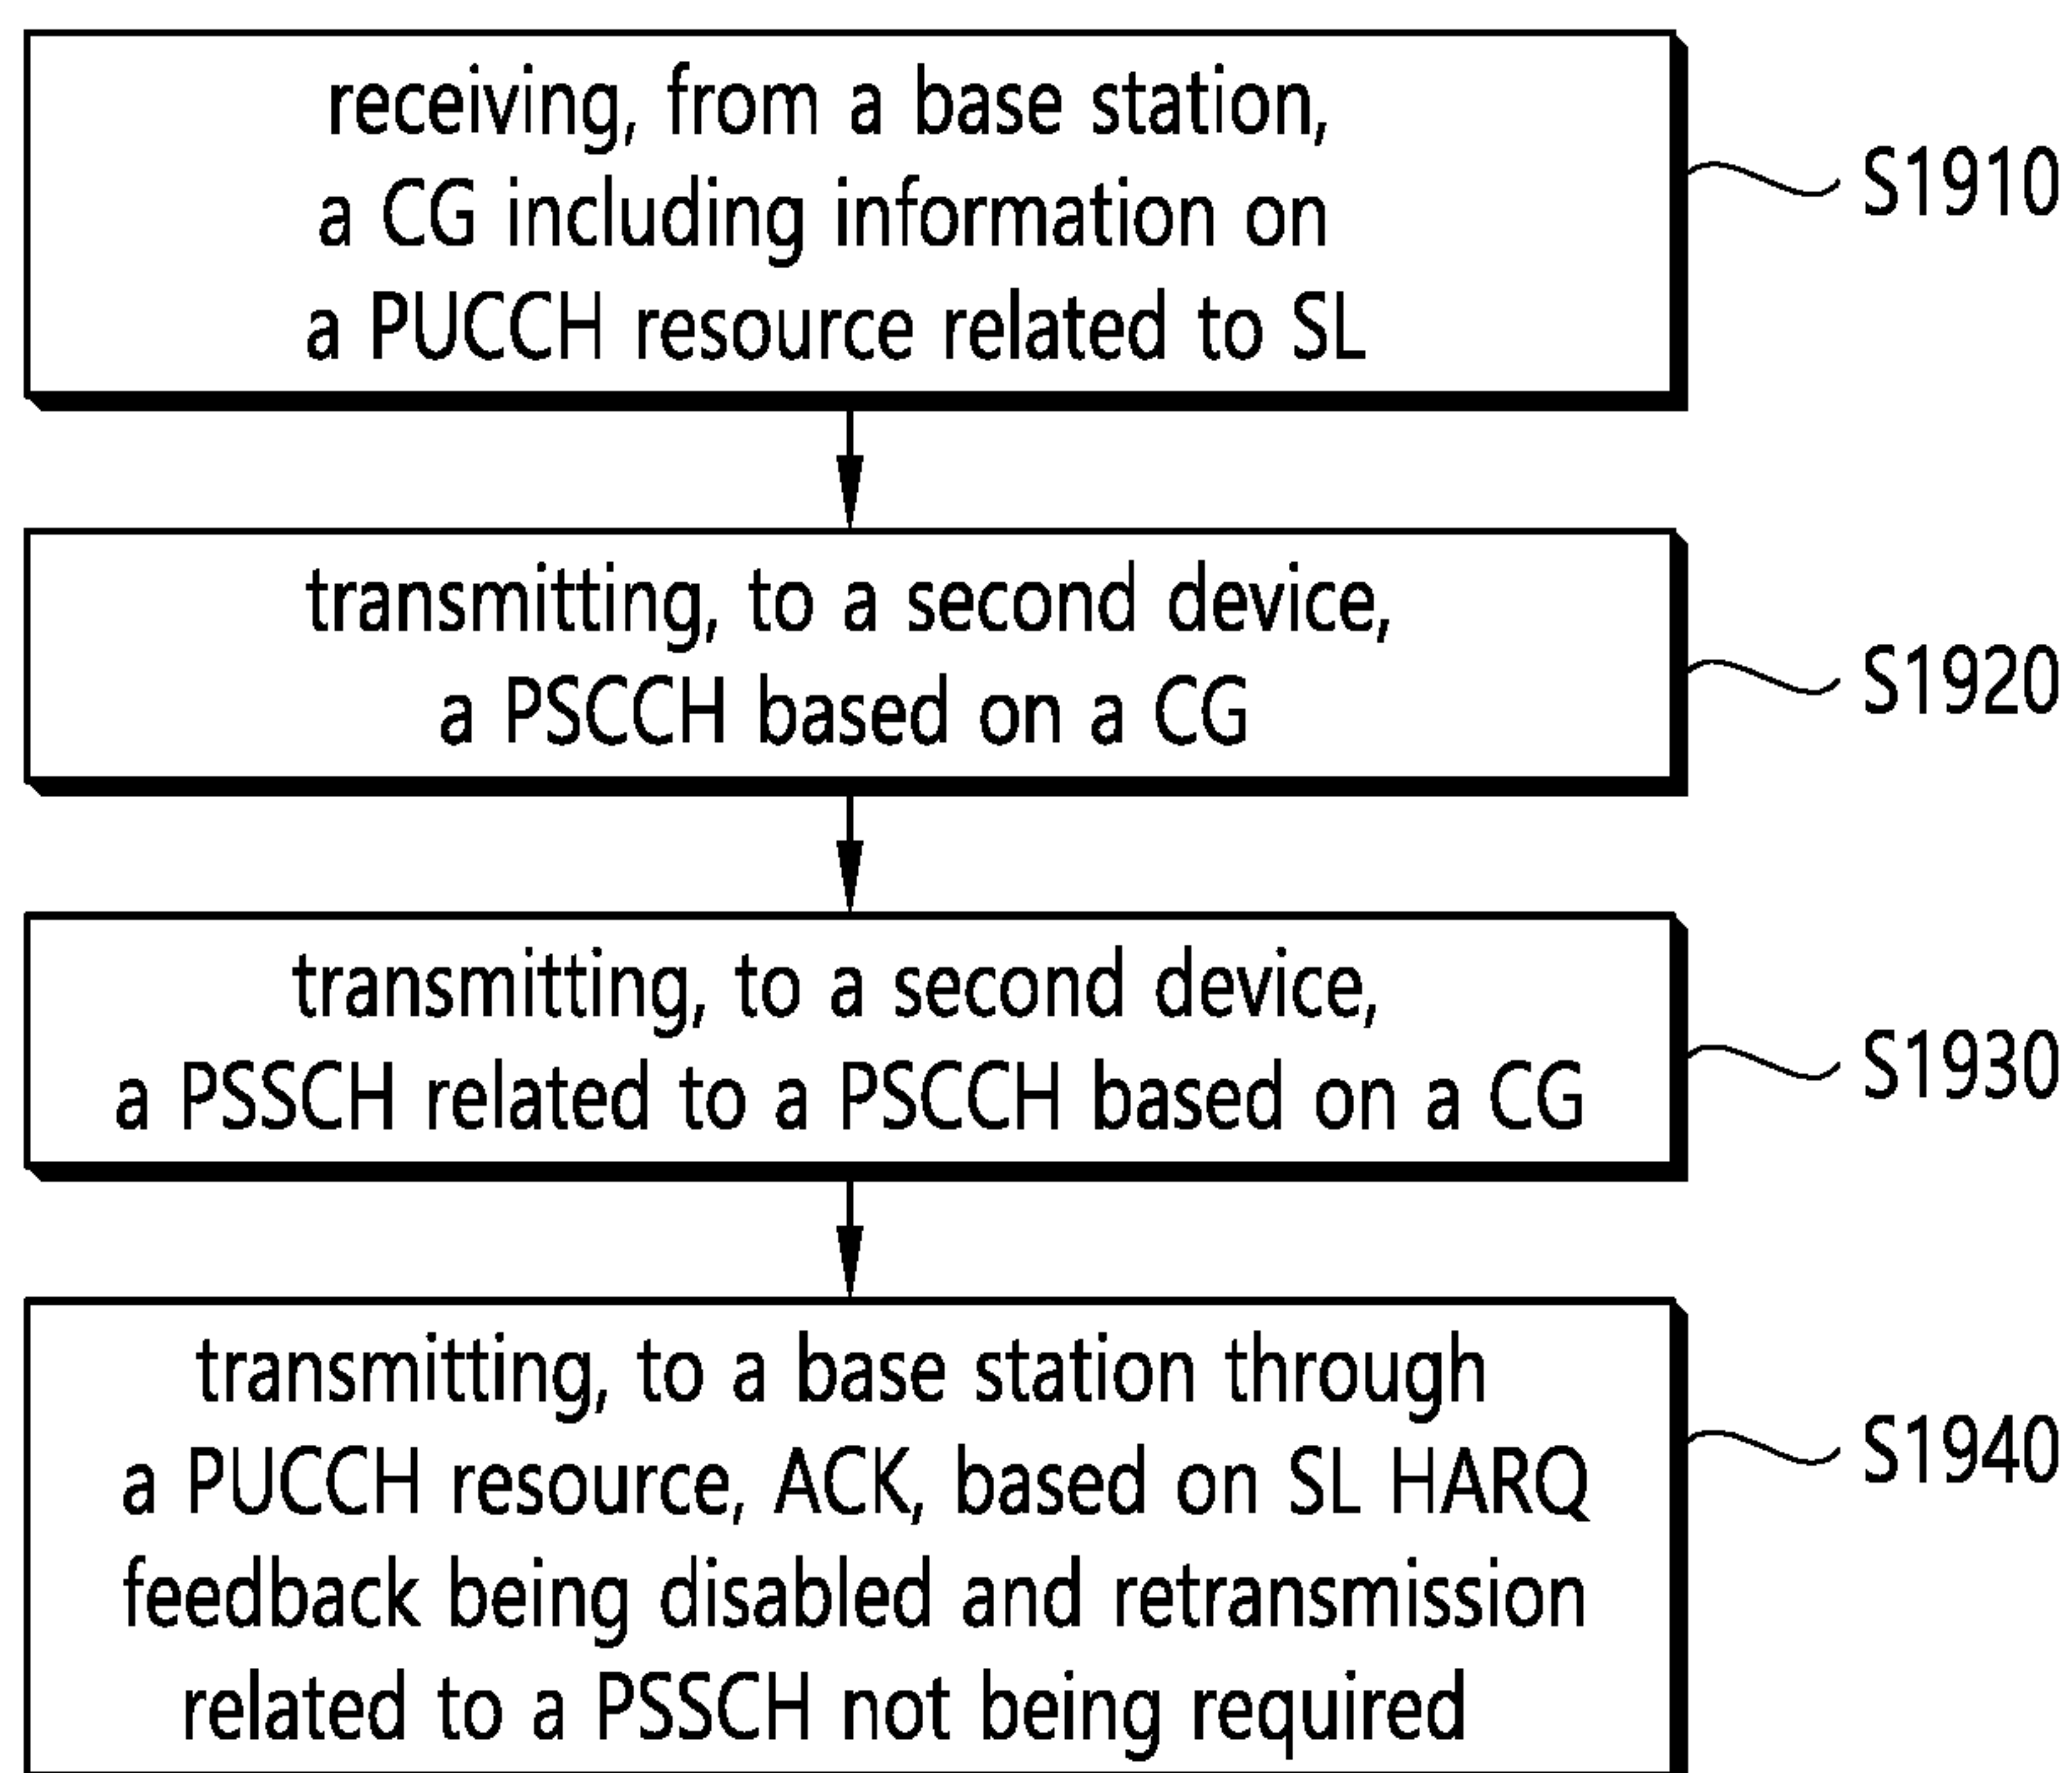 receiving, from a base station,
a CG including information on
a PUCCH resource related to SL
S1910
transmitting, to a second device,
a PSCCH based on a CG
S1920
transmitting, to a second device,
a PSSCH related to a PSCCH based on a CG
S1930
transmitting, to a base station through
a PUCCH resource, ACK, based on SL HARQ
feedback being disabled and retransmission
related to a PSSCH not being required
S1940